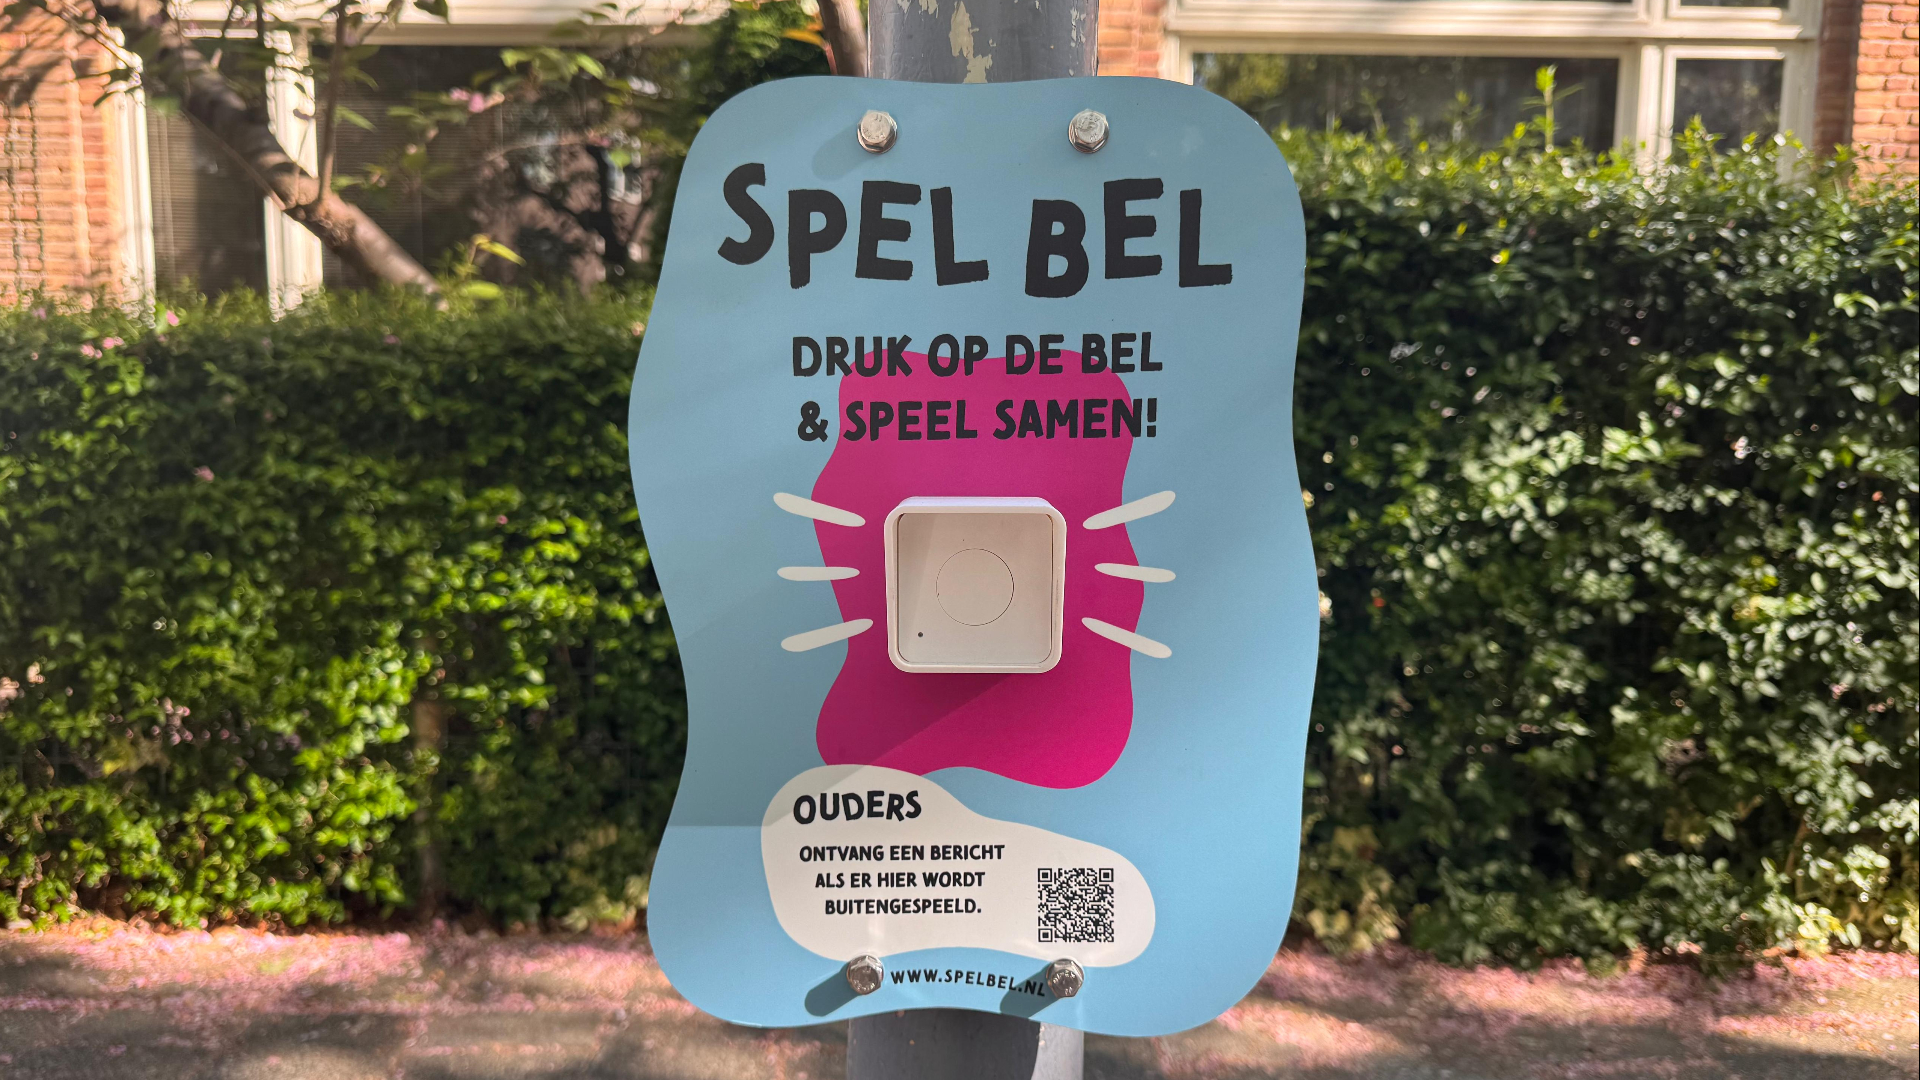 SPEL BEL
DRUK OP DE BEL
& SPEEL SAMEN!
OUDERS
ONTVANG EEN BERICHT
ALS ER HIER WORDT
BUITENGESPEELD.
WWW.SPELBEL.NL